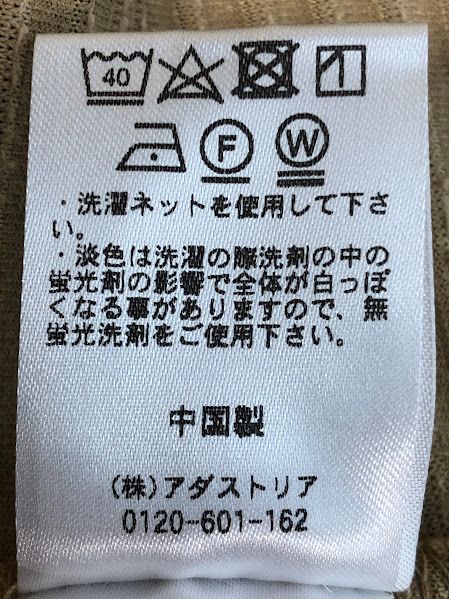 40
F W
・洗濯ネットを使用して下さ
い。
・淡色は洗濯の際洗剤の中の
蛍光剤の影響で全体が白っぽ
くなる事がありますので、無
蛍光洗剤をご使用下さい。
中国製
(株)アダストリア
0120-601-162